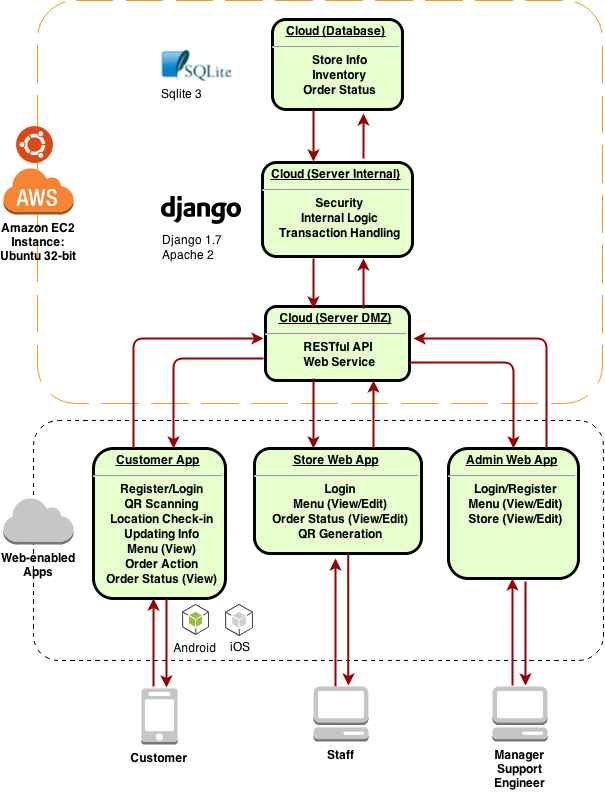 Cloud (Database)
Store Info
Inventory
Order Status
SQLite
Sqlite 3
Cloud (Server Internal)
Security
Internal Logic
Transaction Handling
django
Django 1.7
Apache 2
AWS
Amazon EC2
Instance:
Ubuntu 32-bit
Cloud (Server DMZ)
RESTful API
Web Service
Customer App
Register/Login
QR Scanning
Location Check-in
Updating Info
Menu (View)
Order Action
Order Status (View)
Store Web App
Login
Menu (View/Edit)
Order Status (View/Edit)
QR Generation
Admin Web App
Login/Register
Menu (View/Edit)
Store (View/Edit)
Web-enabled
Apps
Android
iOS
Customer
Staff
Manager
Support
Engineer